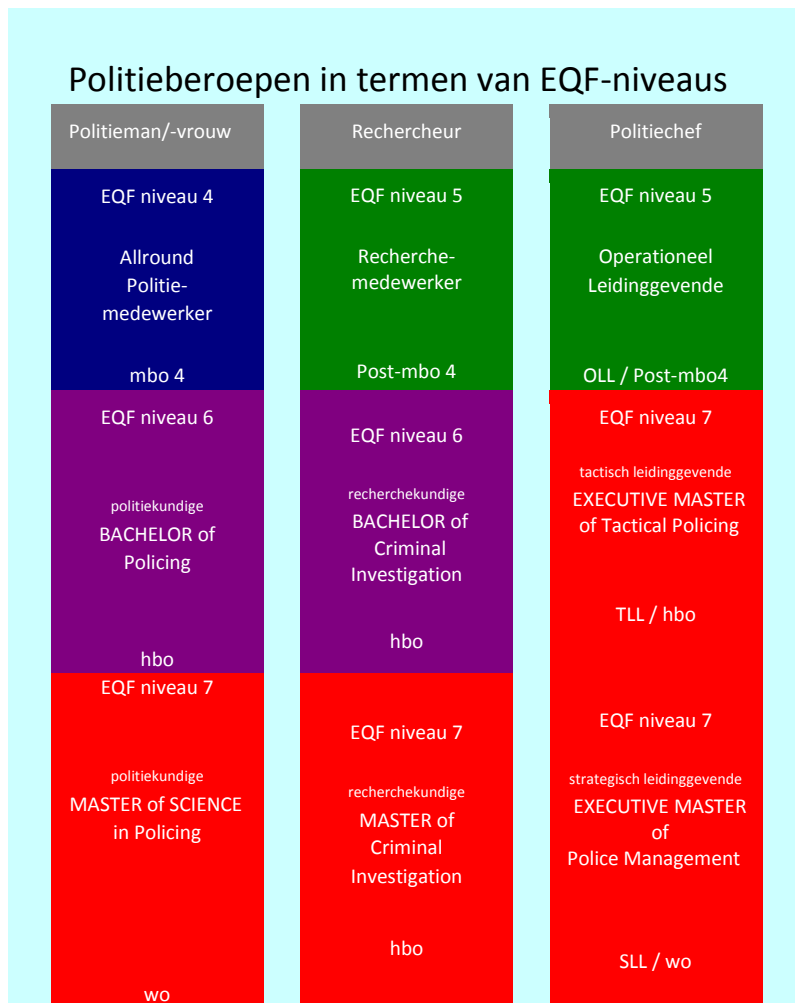 Politieberoepen in termen van EQF-niveaus
Politieman/-vrouw
EQF niveau 4
Allround
Politie-
medewerker
mbo 4
EQF niveau 6
politiekundige
BACHELOR of
Policing
hbo
EQF niveau 7
politiekundige
MASTER of SCIENCE
in Policing
wo
Rechercheur
EQF niveau 5
Recherche-
medewerker
Post-mbo 4
EQF niveau 6
recherchekundige
BACHELOR of
Criminal
Investigation
hbo
EQF niveau 7
recherchekundige
MASTER of
Criminal
Investigation
hbo
Politiechef
EQF niveau 5
Operationeel
Leidinggevende
OLL / Post-mbo4
EQF niveau 7
tactisch leidinggevende
EXECUTIVE MASTER
of Tactical Policing
TLL / hbo
EQF niveau 7
strategisch leidinggevende
EXECUTIVE MASTER
of
Police Management
SLL / wo